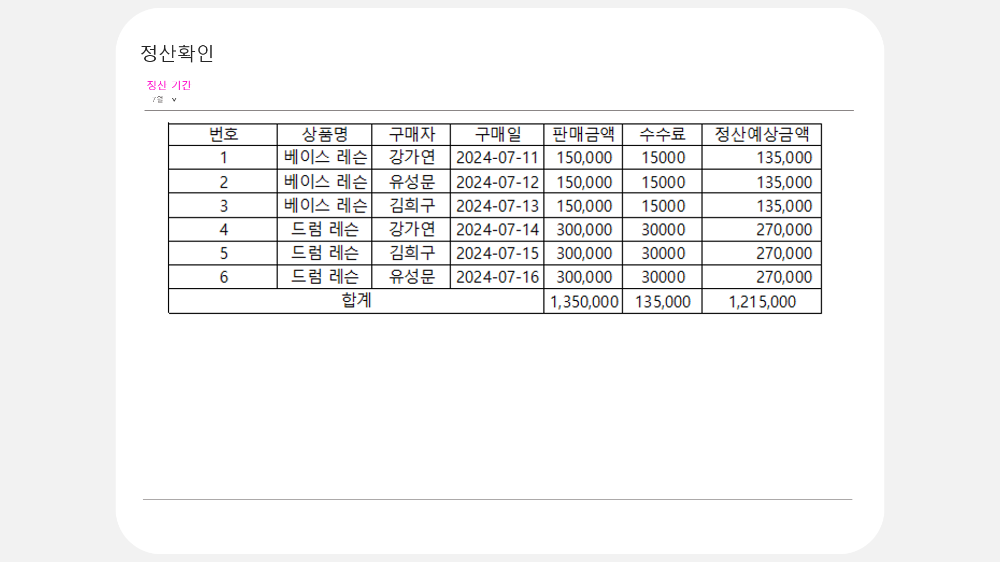 정산확인
정산 기간
7월 v
번호 상품명 구매자 구매일 판매금액 수수료 정산예상금액
1 베이스 레슨 강가연 2024-07-11 150,000 15000 135,000
2 베이스 레슨 유성문 2024-07-12 150,000 15000 135,000
3 베이스 레슨 김희구 2024-07-13 150,000 15000 135,000
4 드럼 레슨 강가연 2024-07-14 300,000 30000 270,000
5 드럼 레슨 김희구 2024-07-15 300,000 30000 270,000
6 드럼 레슨 유성문 2024-07-16 300,000 30000 270,000
합계 1,350,000 135,000 1,215,000